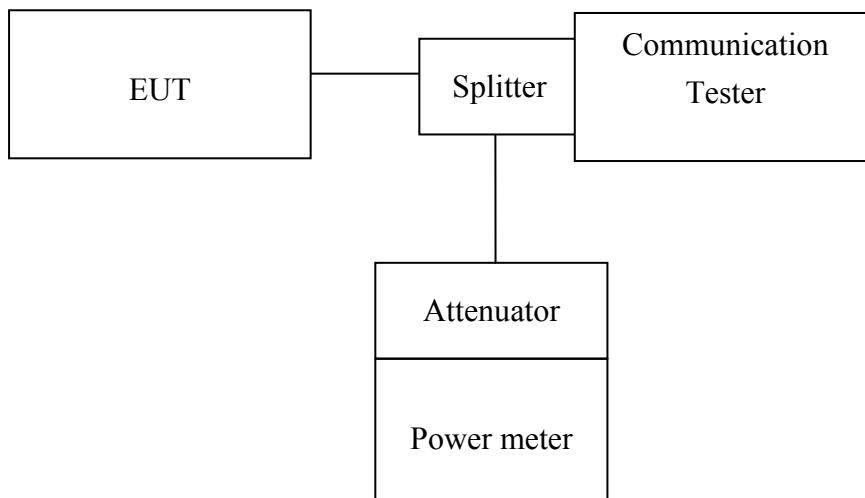 EUT
Splitter
Communication
Tester
Attenuator
Power meter